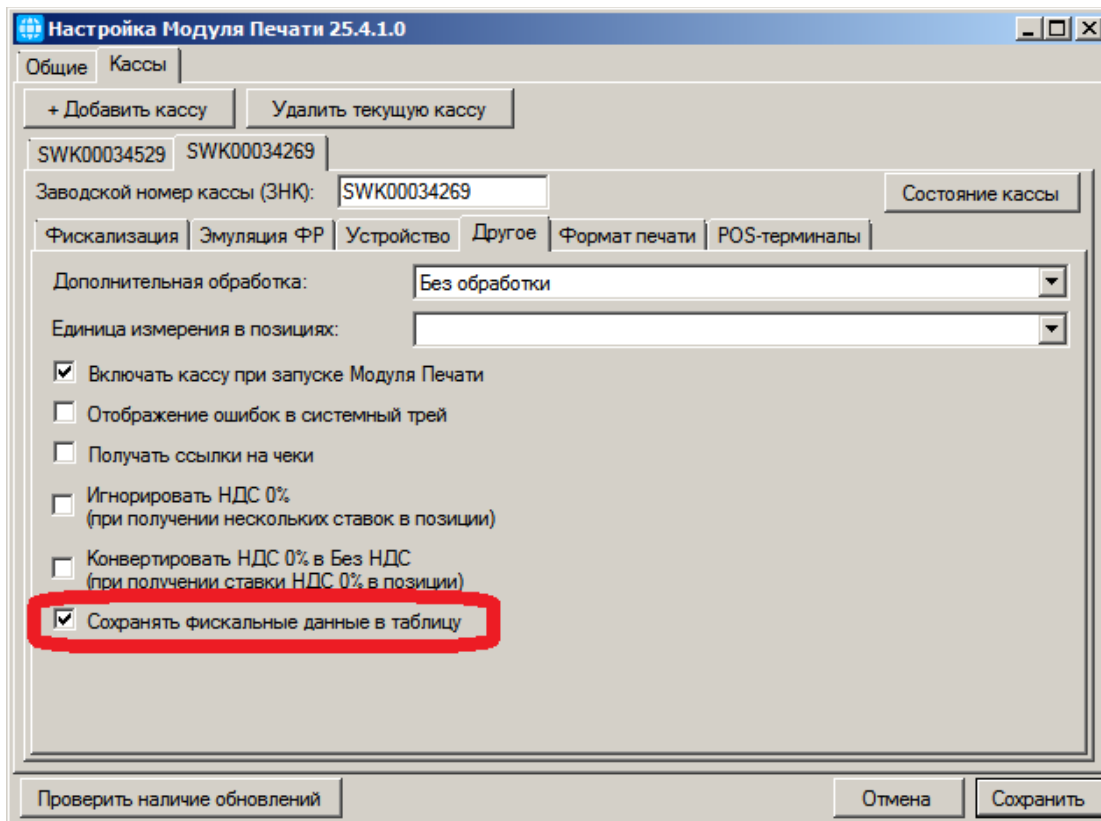 Настройка Модуля Печати 25.4.1.0
Общие Кассы
+ Добавить кассу Удалить текущую кассу
SWK00034529 SWK00034269
Заводской номер кассы (ЗНК): SWK00034269 Состояние кассы
Фискализация Эмуляция ФР Устройство Другое Формат печати POS-терминалы
Дополнительная обработка: Без обработки
Единица измерения в позициях:
Включать кассу при запуске Модуля Печати
Отображение ошибок в системный трей
Получать ссылки на чеки
Игнорировать НДС 0%
(при получении нескольких ставок в позиции)
Конвертировать НДС 0% в Без НДС
(при получении ставки НДС 0% в позиции)
Сохранять фискальные данные в таблицу
Проверить наличие обновлений Отмена Сохранить